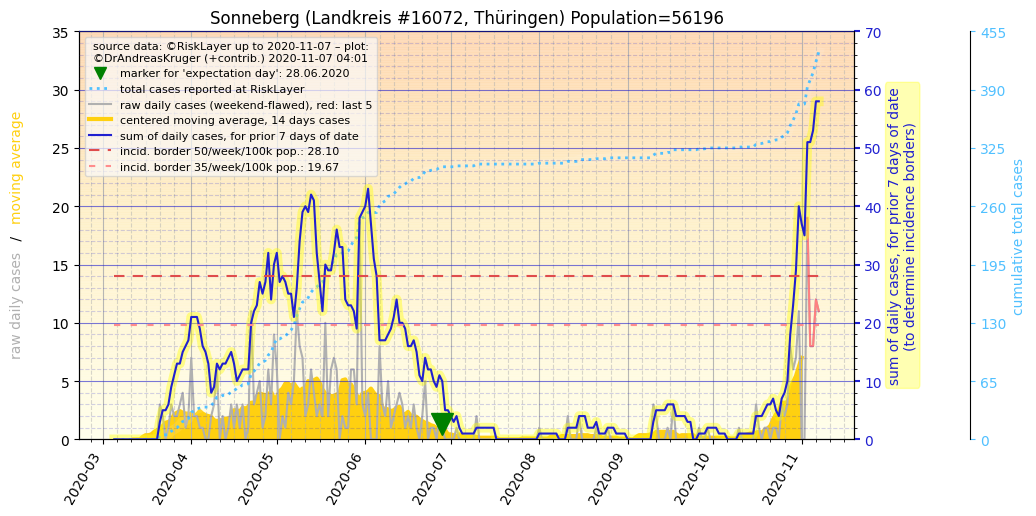 Sonneberg (Landkreis #16072, Thüringen) Population=56196
source data: ©RiskLayer up to 2020-11-07 – plot:
©DrAndreasKruger (+contrib.) 2020-11-07 04:01
marker for 'expectation day': 28.06.2020
total cases reported at RiskLayer
raw daily cases (weekend-flawed), red: last 5
centered moving average, 14 days cases
sum of daily cases, for prior 7 days of date
incid. border 50/week/100k pop.: 28.10
incid. border 35/week/100k pop.: 19.67
raw daily cases / moving average
35
30
25
20
15
10
5
0
70
60
50
40
30
20
10
0
sum of daily cases, for prior 7 days of date
(to determine incidence borders)
455
390
325
260
195
130
65
0
cumulative total cases
2020-03
2020-04
2020-05
2020-06
2020-07
2020-08
2020-09
2020-10
2020-11